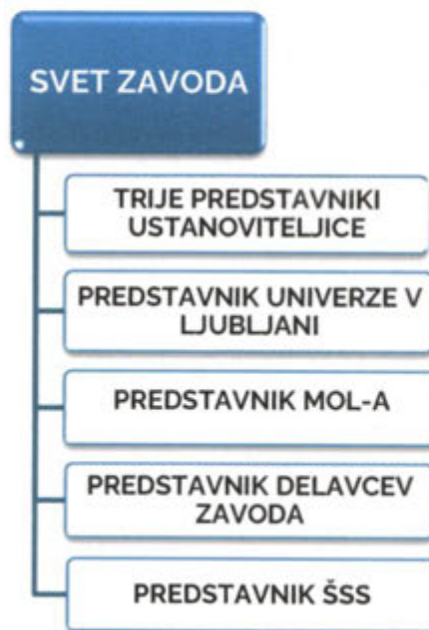 SVET ZAVODA
TRIJE PREDSTAVNIKI
USTANOVITELJICE
PREDSTAVNIK UNIVERZE V
LJUBLJANI
PREDSTAVNIK MOL-A
PREDSTAVNIK DELAVCEV
ZAVODA
PREDSTAVNIK ŠSS